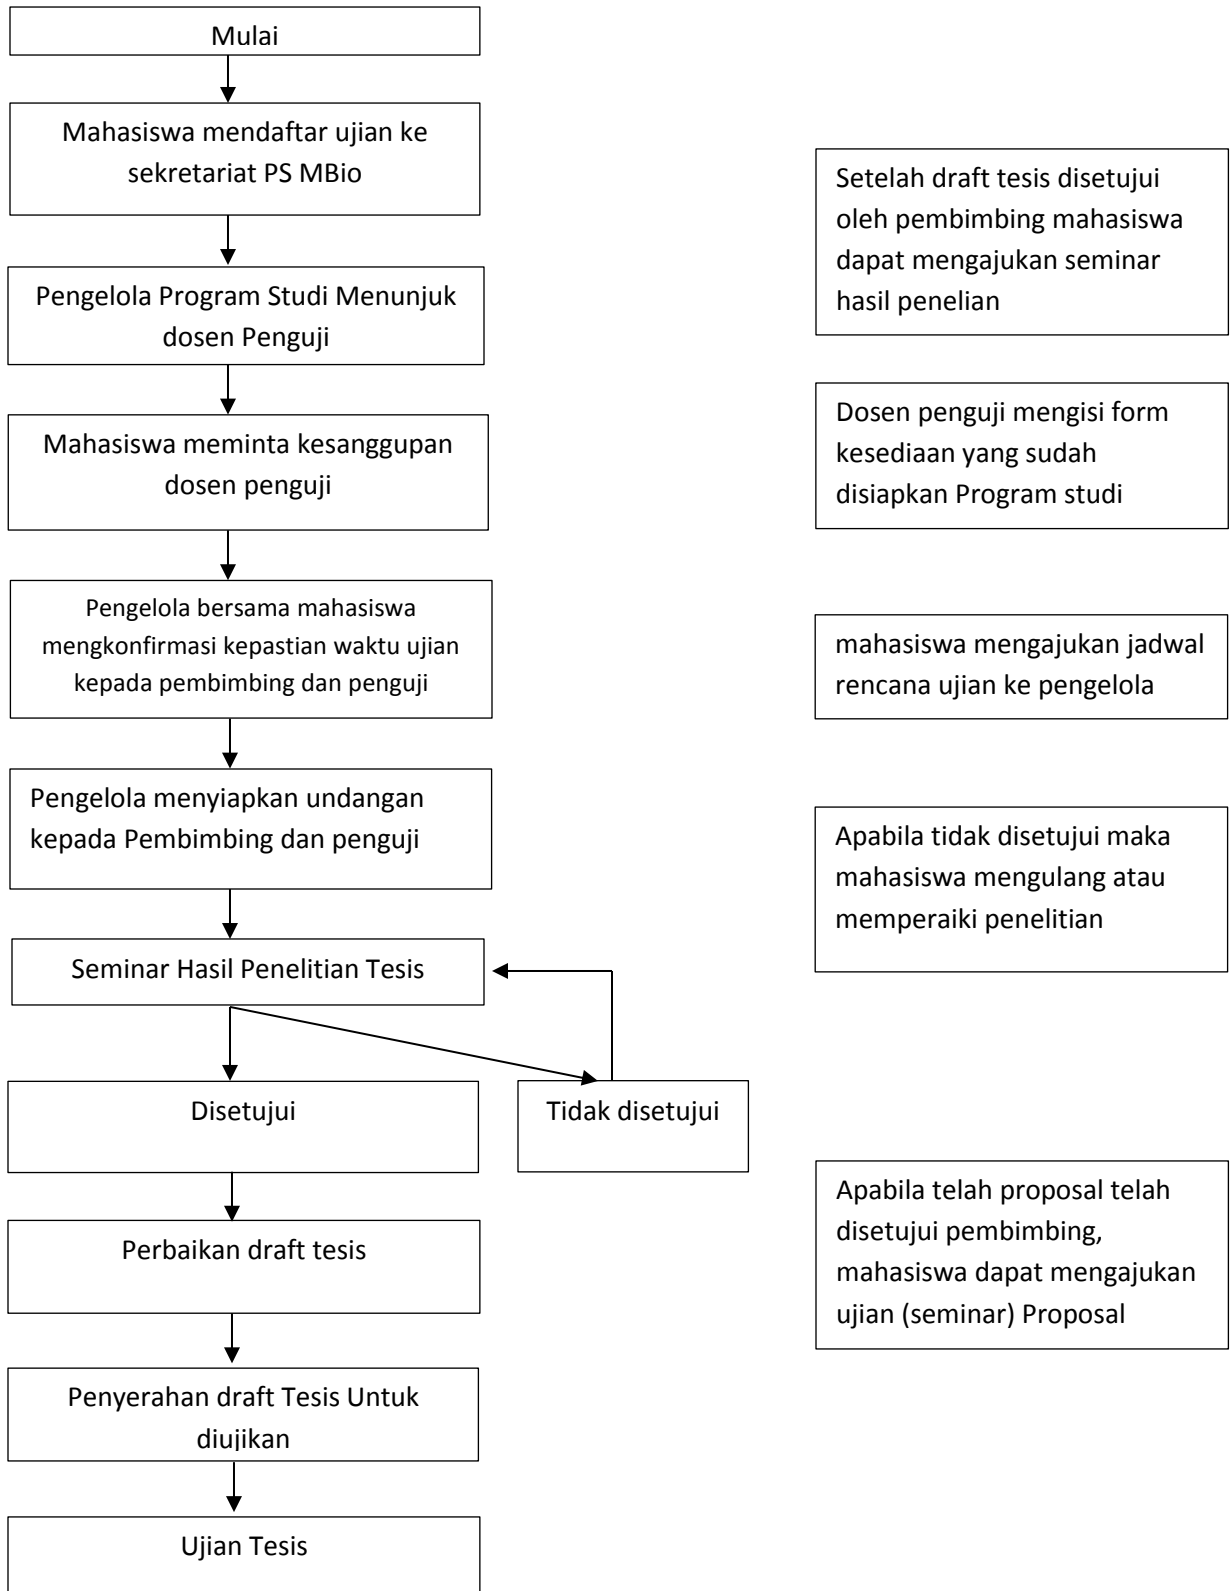 Mulai
Mahasiswa mendaftar ujian ke
sekretariat PS MBio
Pengelola Program Studi Menunjuk
dosen Penguji
Mahasiswa meminta kesanggupan
dosen penguji
Pengelola bersama mahasiswa
mengkonfirmasi kepastian waktu ujian
kepada pembimbing dan penguji
Pengelola menyiapkan undangan
kepada Pembimbing dan penguji
Seminar Hasil Penelitian Tesis
Disetujui
Tidak disetujui
Perbaikan draft tesis
Penyerahan draft Tesis Untuk
diujikan
Ujian Tesis
Setelah draft tesis disetujui
oleh pembimbing mahasiswa
dapat mengajukan seminar
hasil penelian
Dosen penguji mengisi form
kesediaan yang sudah
disiapkan Program studi
mahasiswa mengajukan jadwal
rencana ujian ke pengelola
Apabila tidak disetujui maka
mahasiswa mengulang atau
memperaiki penelitian
Apabila telah proposal telah
disetujui pembimbing,
mahasiswa dapat mengajukan
ujian (seminar) Proposal